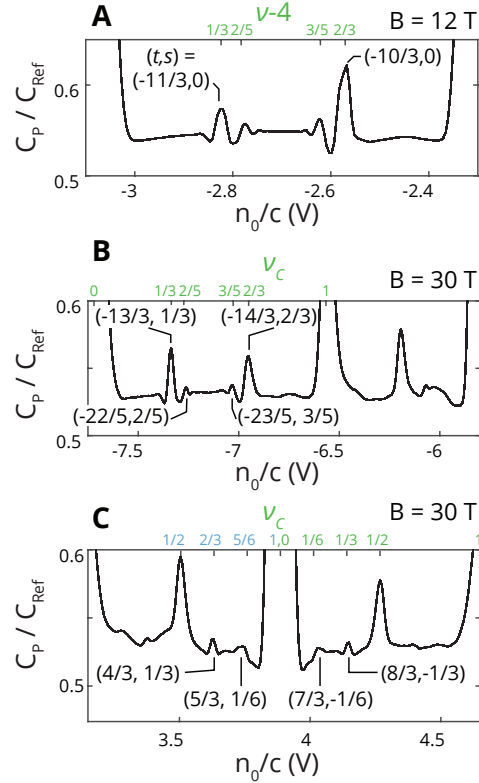 A
ν-4
B = 12 T
1/3 2/5 3/5 2/3
(t,s) =
(-11/3,0)
(-10/3,0)
0.6
0.5
C_P / C_Ref
-3 -2.8 -2.6 -2.4
n_0/c (V)
B
ν_C
B = 30 T
0 1/3 2/5 3/5 2/3 1
(-13/3, 1/3) (-14/3,2/3)
(-22/5,2/5) (-23/5, 3/5)
0.6
0.5
C_P / C_Ref
-7.5 -7 -6.5 -6
n_0/c (V)
C
ν_C
B = 30 T
1/2 2/3 5/6 1,0 1/6 1/3 1/2 1
(4/3, 1/3) (8/3,-1/3)
(5/3, 1/6) (7/3,-1/6)
0.6
0.5
C_P / C_Ref
3.5 4 4.5
n_0/c (V)